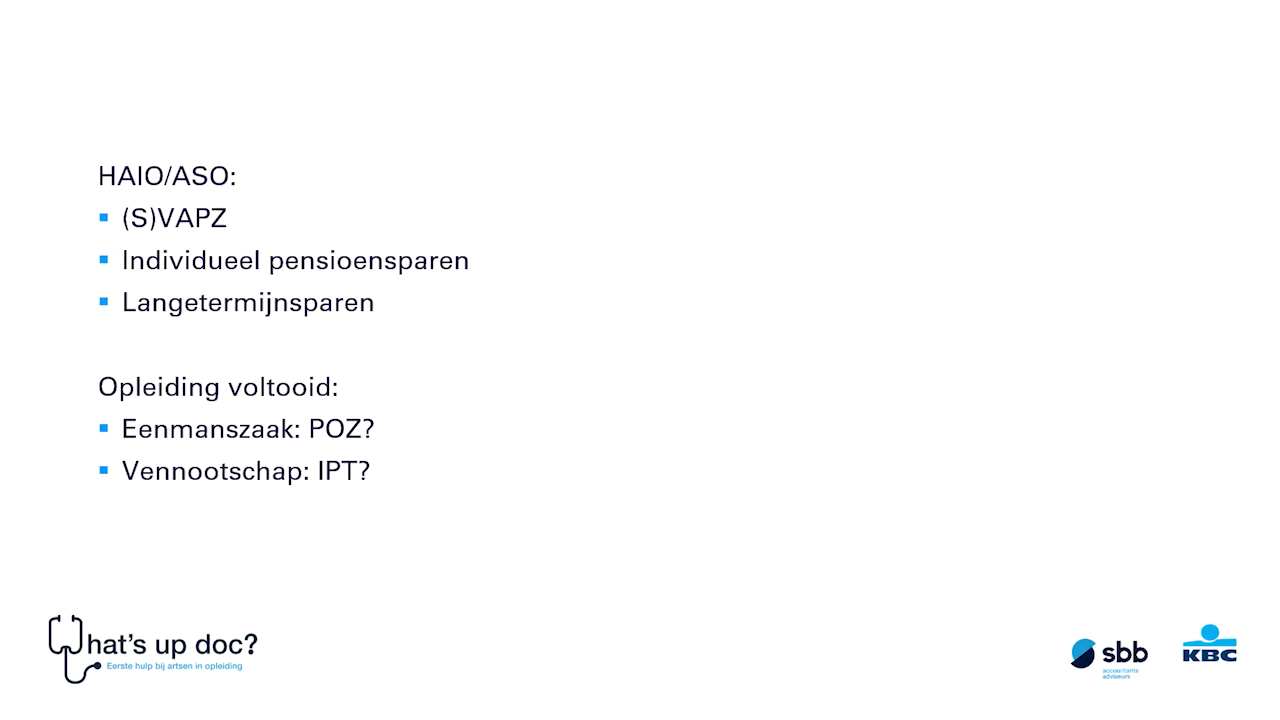 HAIO/ASO:
▪ (S)VAPZ
▪ Individueel pensioensparen
▪ Langetermijnsparen
Opleiding voltooid:
▪ Eenmanszaak: POZ?
▪ Vennootschap: IPT?
What's up doc?
Eerste hulp bij artsen in opleiding
sbb
accountants
adviseurs
KBC